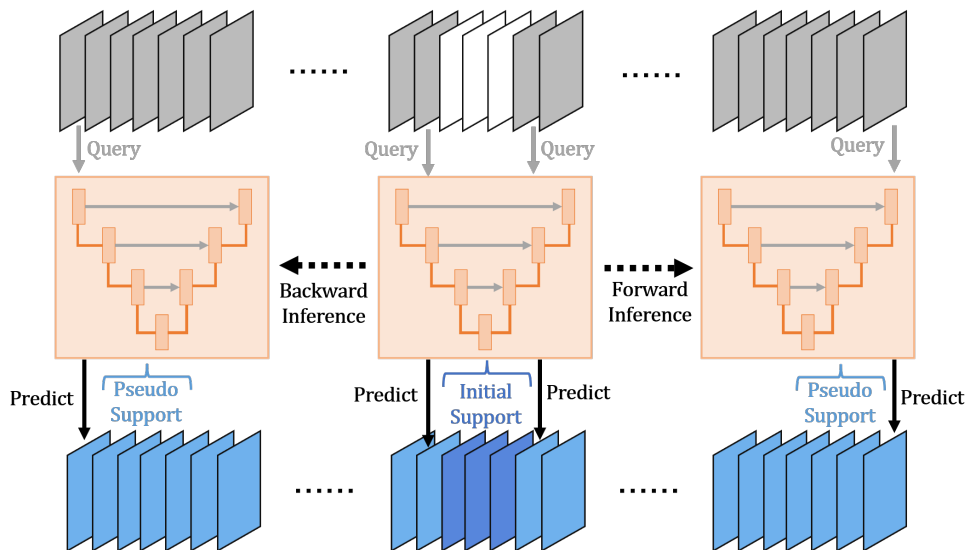 ......
......
Query
Query
Query
Query
Backward
Inference
Forward
Inference
Predict
Pseudo
Support
Predict
Initial
Support
Predict
Pseudo
Support
Predict
......
......